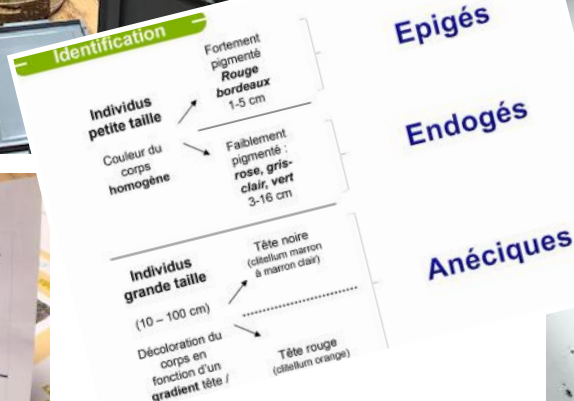 Identification
Individus
petite taille
Couleur du
corps
homogène
Fortement
pigmenté
Rouge
bordeaux
1-5 cm
Epigés
Faiblement
pigmenté :
rose, gris-
clair, vert
3-16 cm
Endogés
Individus
grande taille
(10 – 100 cm)
Décoloration du
corps en
fonction d'un
gradient tête /
Tête noire
(clitellum marron
à marron clair)
Tête rouge
(clitellum orange)
Anéciques